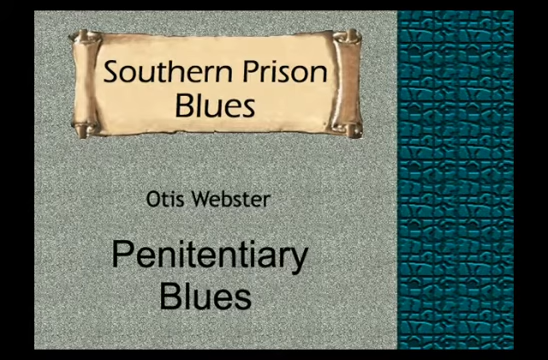 Southern Prison
Blues
Otis Webster
Penitentiary
Blues